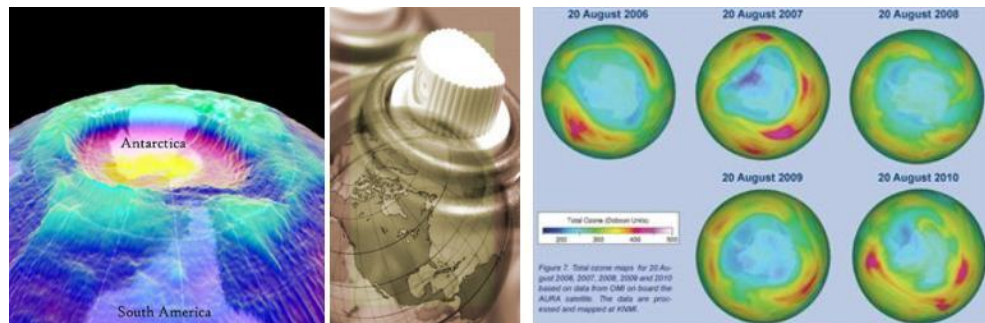 Antarctica
South America
20 August 2006
20 August 2007
20 August 2008
20 August 2009
20 August 2010
Total Ozone (Dobson Units)
200 300 400 500
Figure 7. Total ozone maps for 20 Au-
gust 2006, 2007, 2008, 2009 and 2010
based on data from OMI on board the
AURA satellite. The data are proc-
essed and mapped at KNMI.